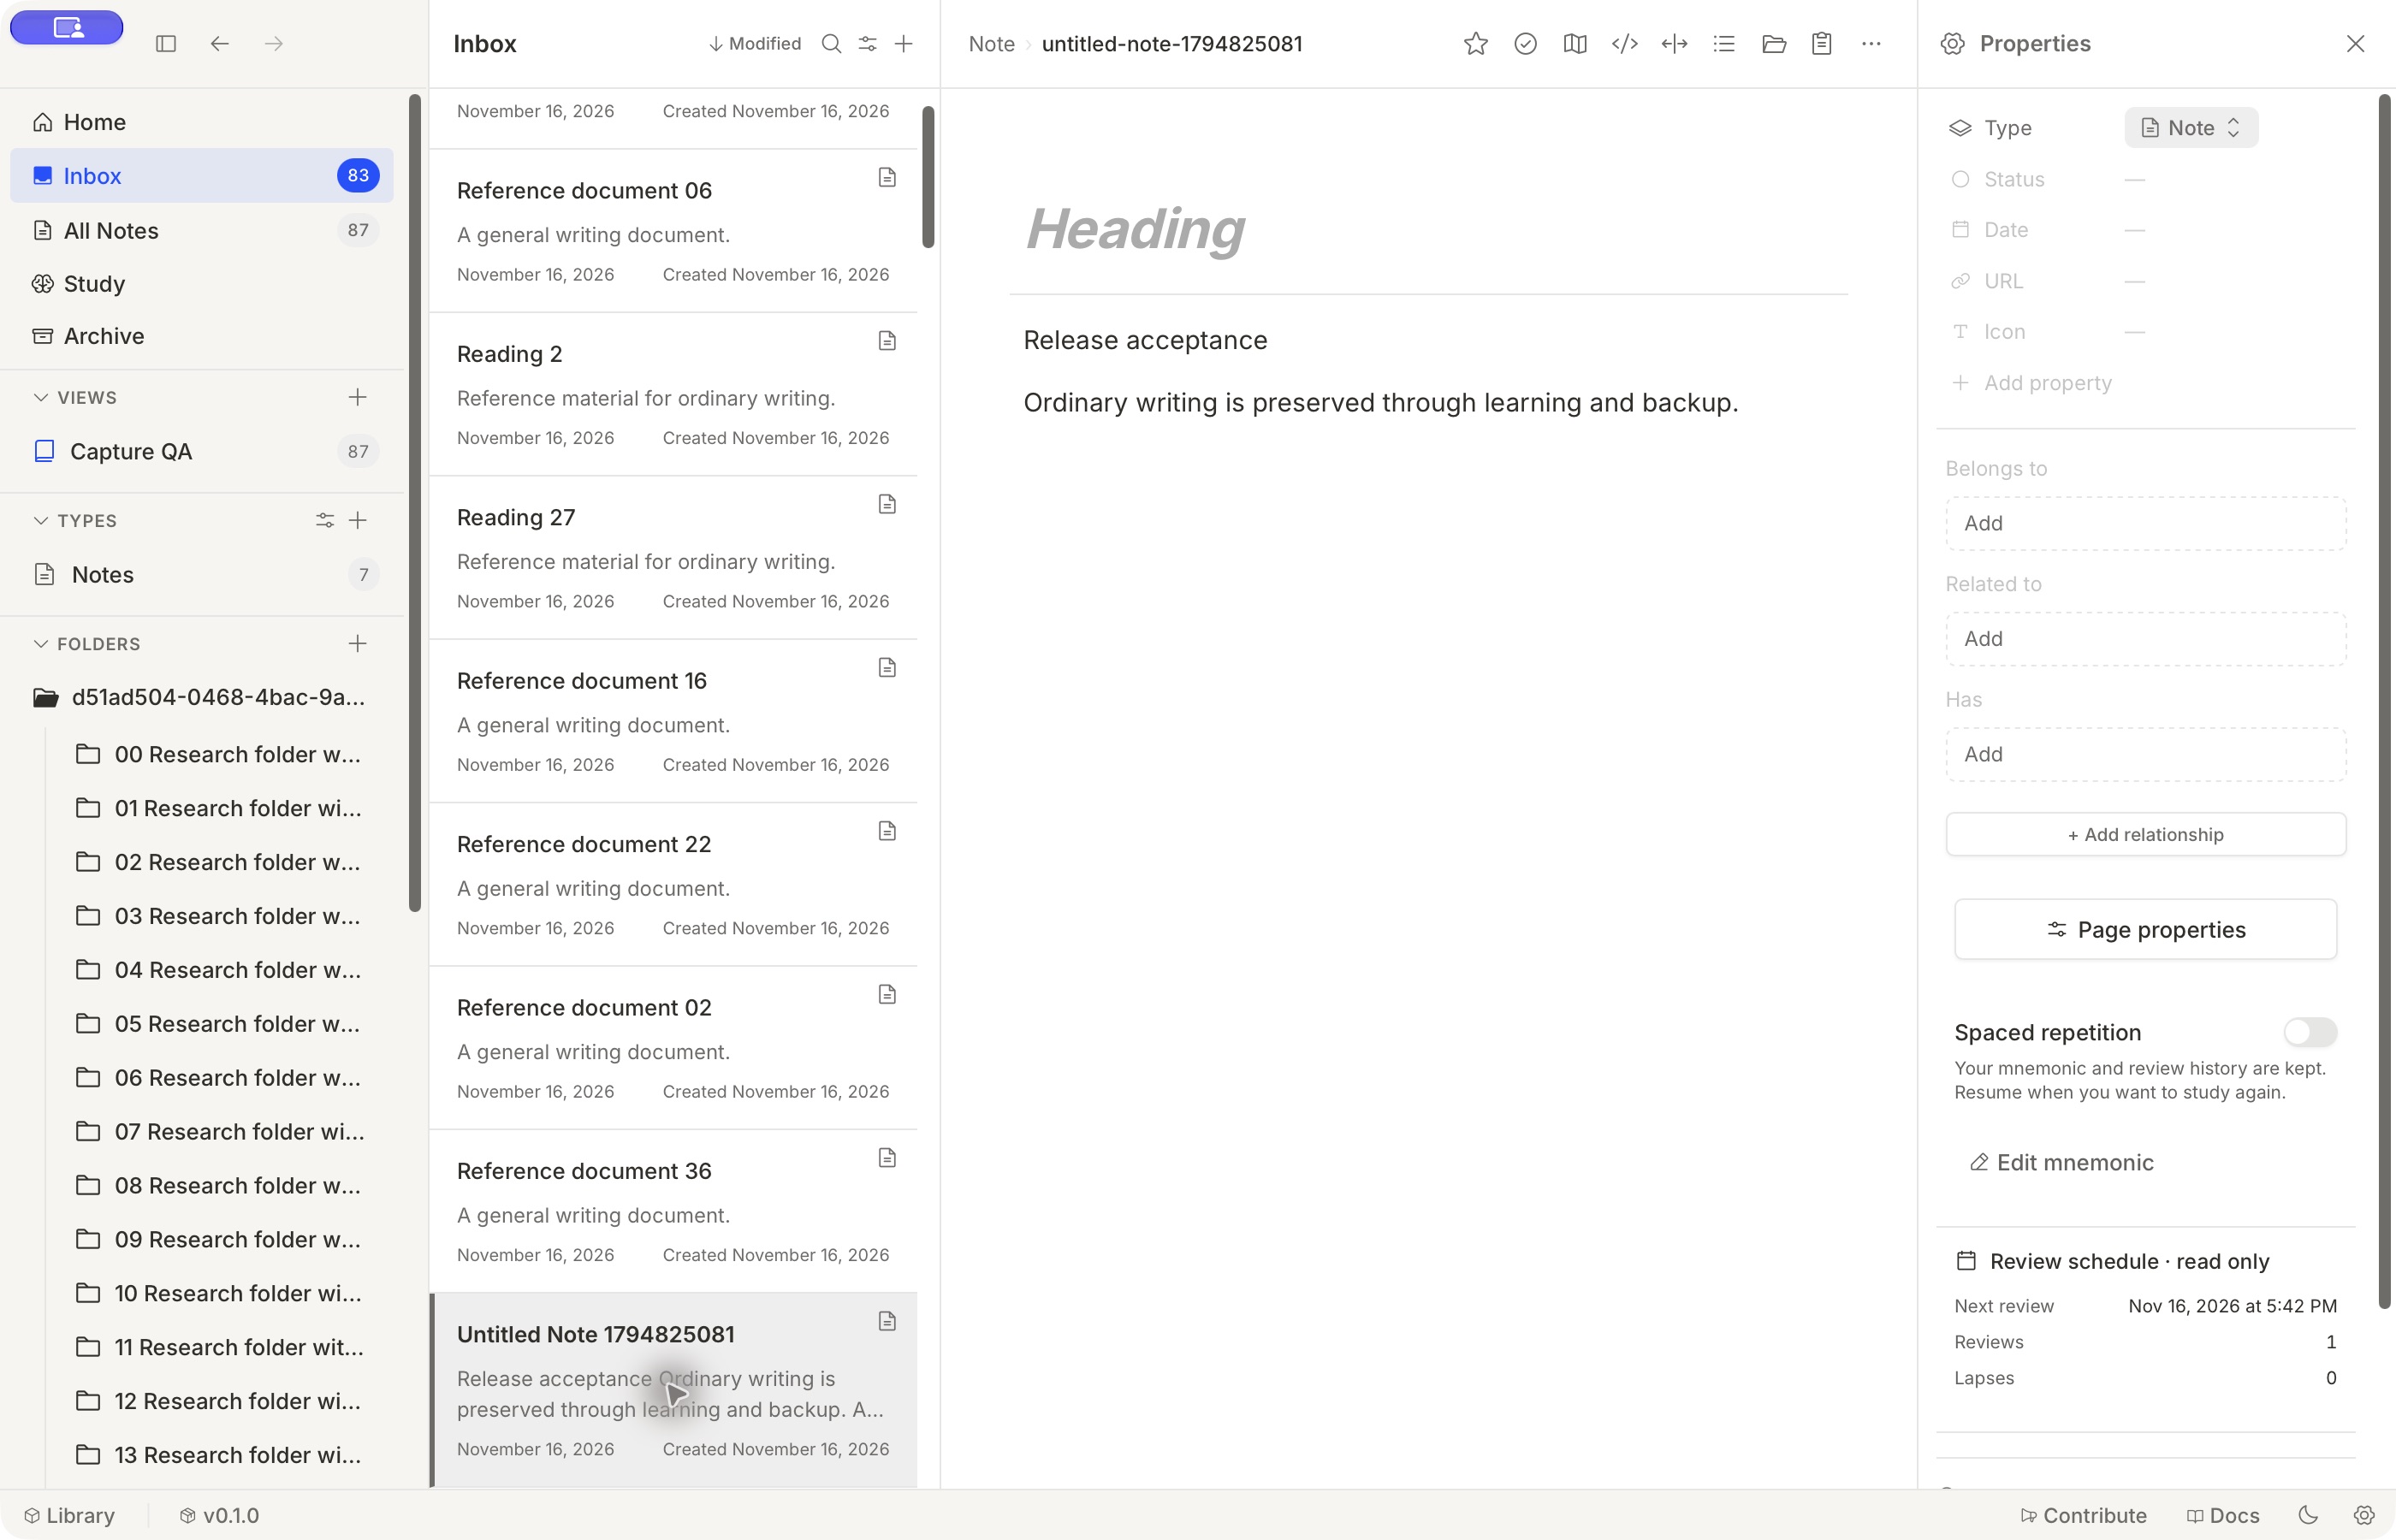 Inbox
Modified
Note › untitled-note-1794825081
Properties
Home
Inbox 83
All Notes 87
Study
Archive
VIEWS
Capture QA 87
TYPES
Notes 7
FOLDERS
d51ad504-0468-4bac-9a...
00 Research folder w...
01 Research folder wi...
02 Research folder w...
03 Research folder w...
04 Research folder w...
05 Research folder w...
06 Research folder w...
07 Research folder wi...
08 Research folder w...
09 Research folder w...
10 Research folder wi...
11 Research folder wit...
12 Research folder wi...
13 Research folder wi...
November 16, 2026 Created November 16, 2026
Reference document 06
A general writing document.
November 16, 2026 Created November 16, 2026
Reading 2
Reference material for ordinary writing.
November 16, 2026 Created November 16, 2026
Reading 27
Reference material for ordinary writing.
November 16, 2026 Created November 16, 2026
Reference document 16
A general writing document.
November 16, 2026 Created November 16, 2026
Reference document 22
A general writing document.
November 16, 2026 Created November 16, 2026
Reference document 02
A general writing document.
November 16, 2026 Created November 16, 2026
Reference document 36
A general writing document.
November 16, 2026 Created November 16, 2026
Untitled Note 1794825081
Release acceptance Ordinary writing is
preserved through learning and backup. A...
November 16, 2026 Created November 16, 2026
Heading
Release acceptance
Ordinary writing is preserved through learning and backup.
Type Note
Status —
Date —
URL —
Icon —
Add property
Belongs to
Add
Related to
Add
Has
Add
+ Add relationship
Page properties
Spaced repetition
Your mnemonic and review history are kept.
Resume when you want to study again.
Edit mnemonic
Review schedule · read only
Next review Nov 16, 2026 at 5:42 PM
Reviews 1
Lapses 0
Library
v0.1.0
Contribute
Docs